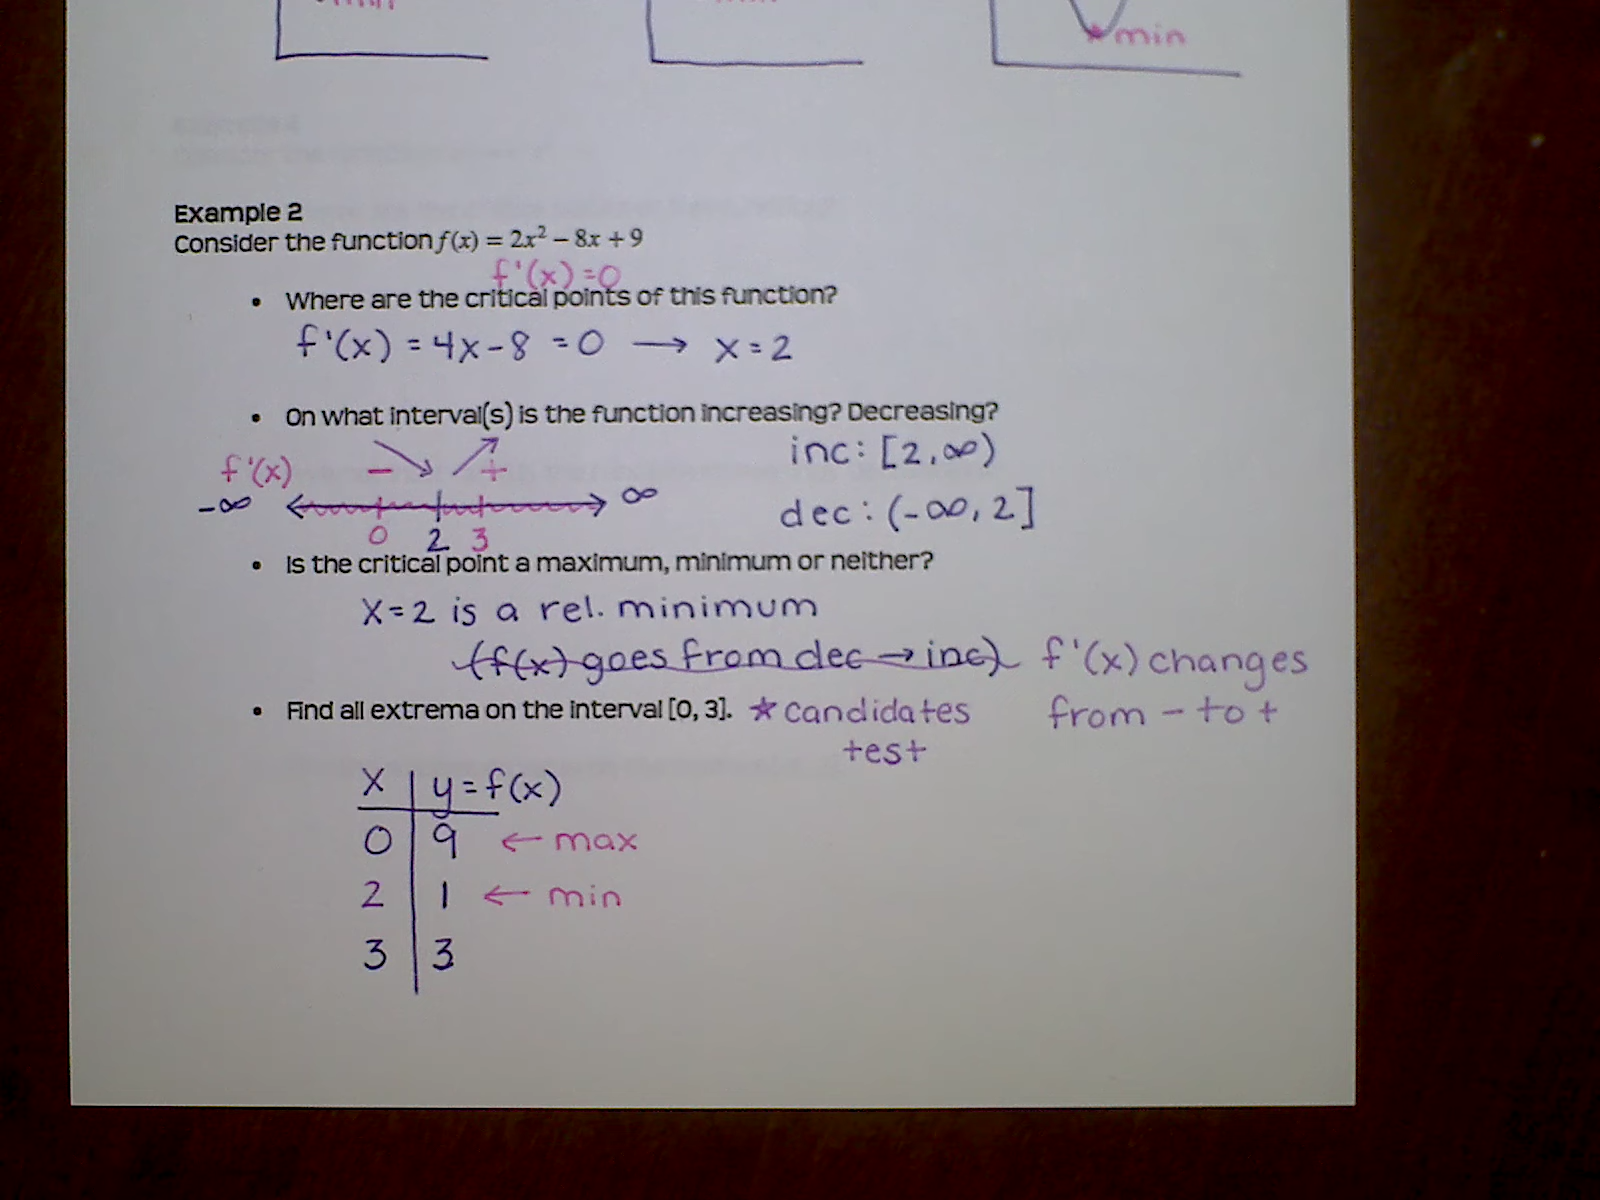 min
Example 2
Consider the function f(x) = 2x² – 8x + 9
f'(x) = 0
• Where are the critical points of this function?
f'(x) = 4x - 8 = 0 → x = 2
• On what interval(s) is the function increasing? Decreasing?
inc: [2, ∞)
f'(x) − +
-∞ ∞
dec: (-∞, 2]
0 2 3
• Is the critical point a maximum, minimum or neither?
x = 2 is a rel. minimum
(f(x) goes from dec → inc) f'(x) changes
from - to +
• Find all extrema on the interval [0, 3]. ★ candidates
test
x y = f(x)
0 9 ← max
2 1 ← min
3 3